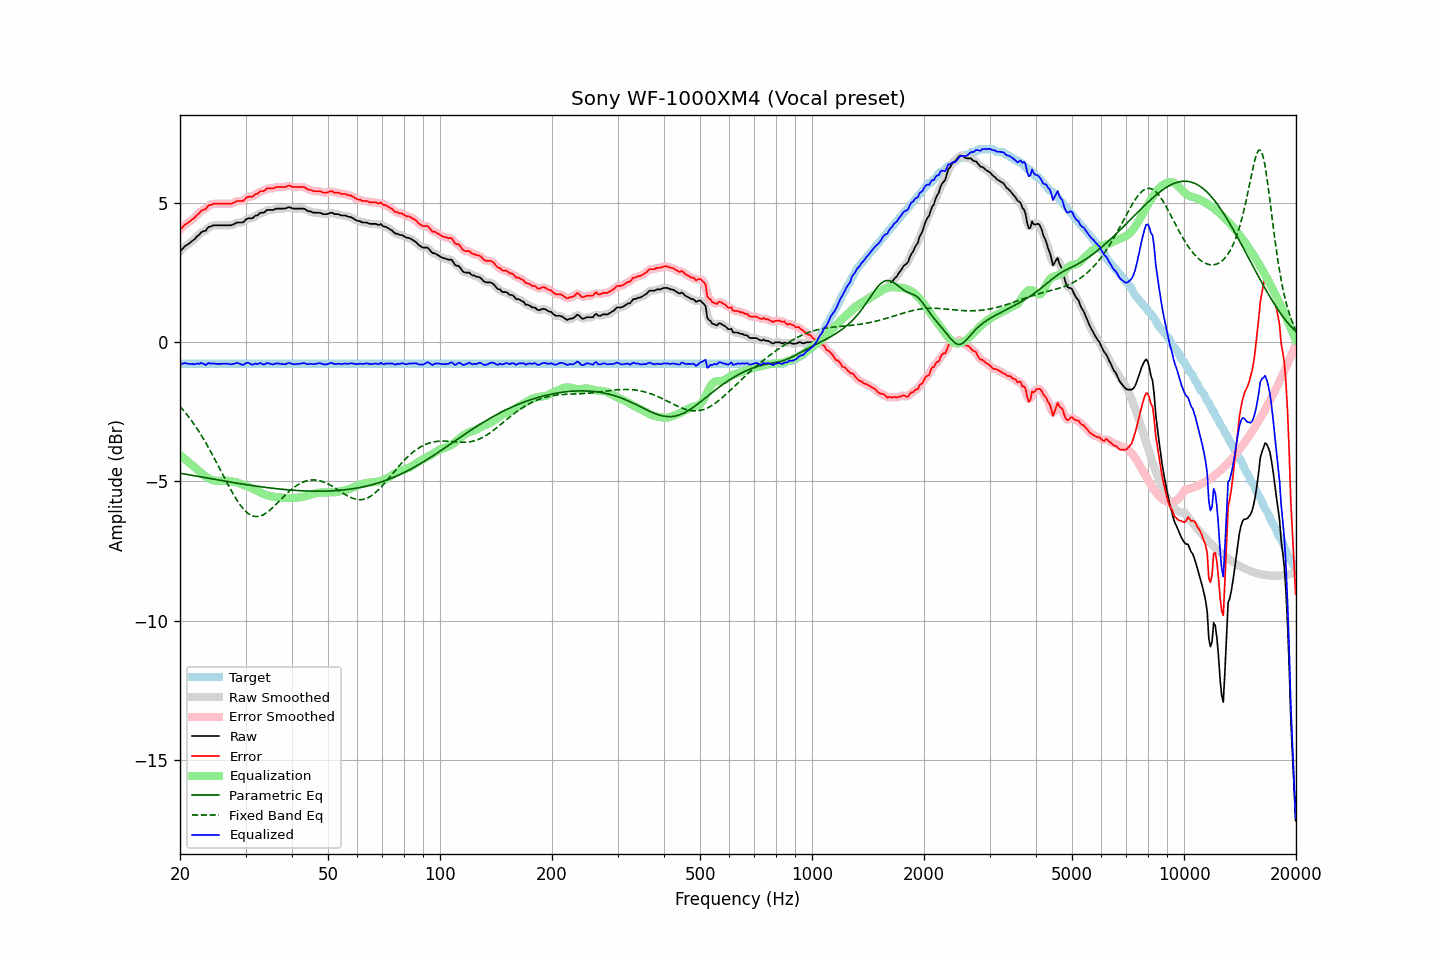 Sony WF-1000XM4 (Vocal preset)
Amplitude (dBr)
5
0
−5
−10
−15
Target
Raw Smoothed
Error Smoothed
Raw
Error
Equalization
Parametric Eq
Fixed Band Eq
Equalized
20 50 100 200 500 1000 2000 5000 10000 20000
Frequency (Hz)